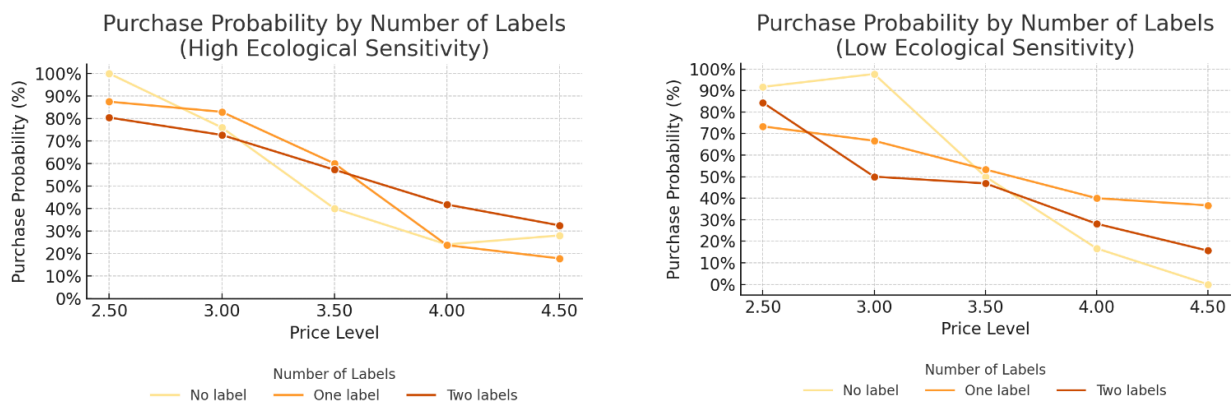 Purchase Probability by Number of Labels
(High Ecological Sensitivity)
Purchase Probability (%)
100%
90%
80%
70%
60%
50%
40%
30%
20%
10%
0%
2.50 3.00 3.50 4.00 4.50
Price Level
Number of Labels
No label One label Two labels
Purchase Probability by Number of Labels
(Low Ecological Sensitivity)
Purchase Probability (%)
100%
90%
80%
70%
60%
50%
40%
30%
20%
10%
0%
2.50 3.00 3.50 4.00 4.50
Price Level
Number of Labels
No label One label Two labels